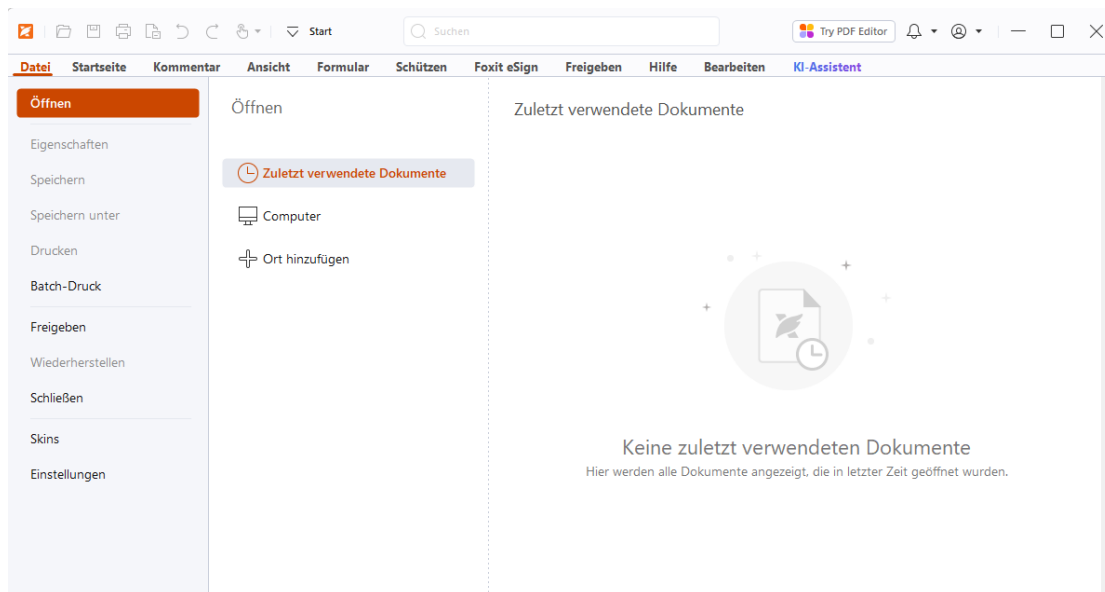 Start
Suchen
Try PDF Editor
Datei Startseite Kommentar Ansicht Formular Schützen Foxit eSign Freigeben Hilfe Bearbeiten KI-Assistent
Öffnen
Eigenschaften
Speichern
Speichern unter
Drucken
Batch-Druck
Freigeben
Wiederherstellen
Schließen
Skins
Einstellungen
Öffnen
Zuletzt verwendete Dokumente
Computer
Ort hinzufügen
Zuletzt verwendete Dokumente
Keine zuletzt verwendeten Dokumente
Hier werden alle Dokumente angezeigt, die in letzter Zeit geöffnet wurden.